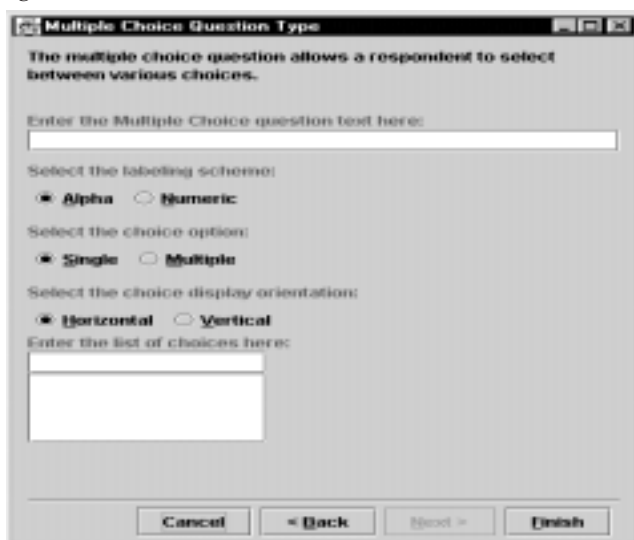 Multiple Choice Question Type
The multiple choice question allows a respondent to select
between various choices.
Enter the Multiple Choice question text here:
Select the labeling scheme:
Alpha Numeric
Select the choice option:
Single Multiple
Select the choice display orientation:
Horizontal Vertical
Enter the list of choices here:
Cancel < Back Next > Finish